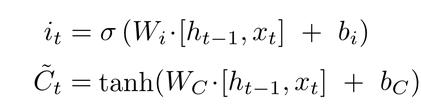 i_t = σ (W_i·[h_{t−1}, x_t] + b_i)
C̃_t = tanh(W_C·[h_{t−1}, x_t] + b_C)